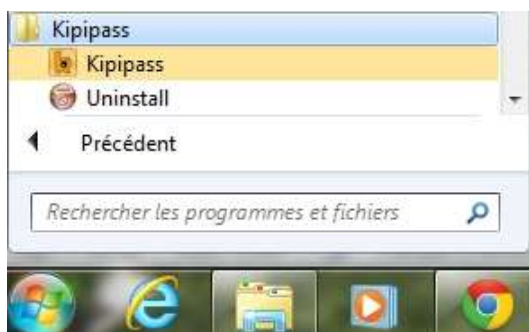 Kipipass
Kipipass
Uninstall
Précédent
Rechercher les programmes et fichiers